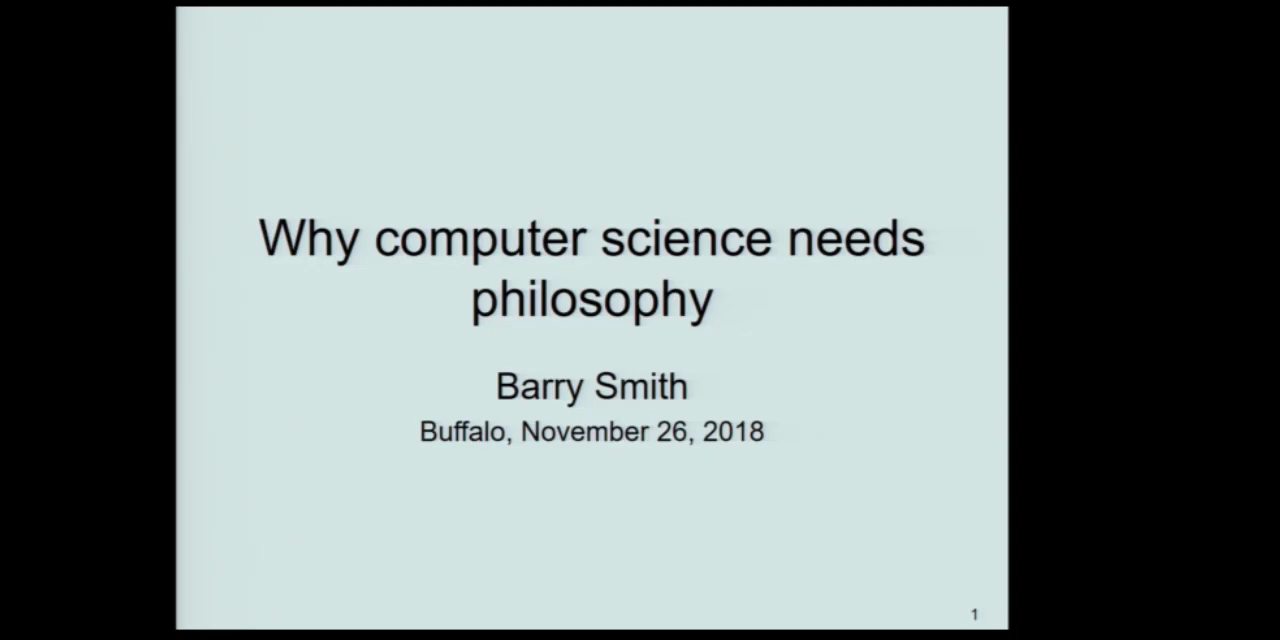 Why computer science needs
philosophy
Barry Smith
Buffalo, November 26, 2018
1